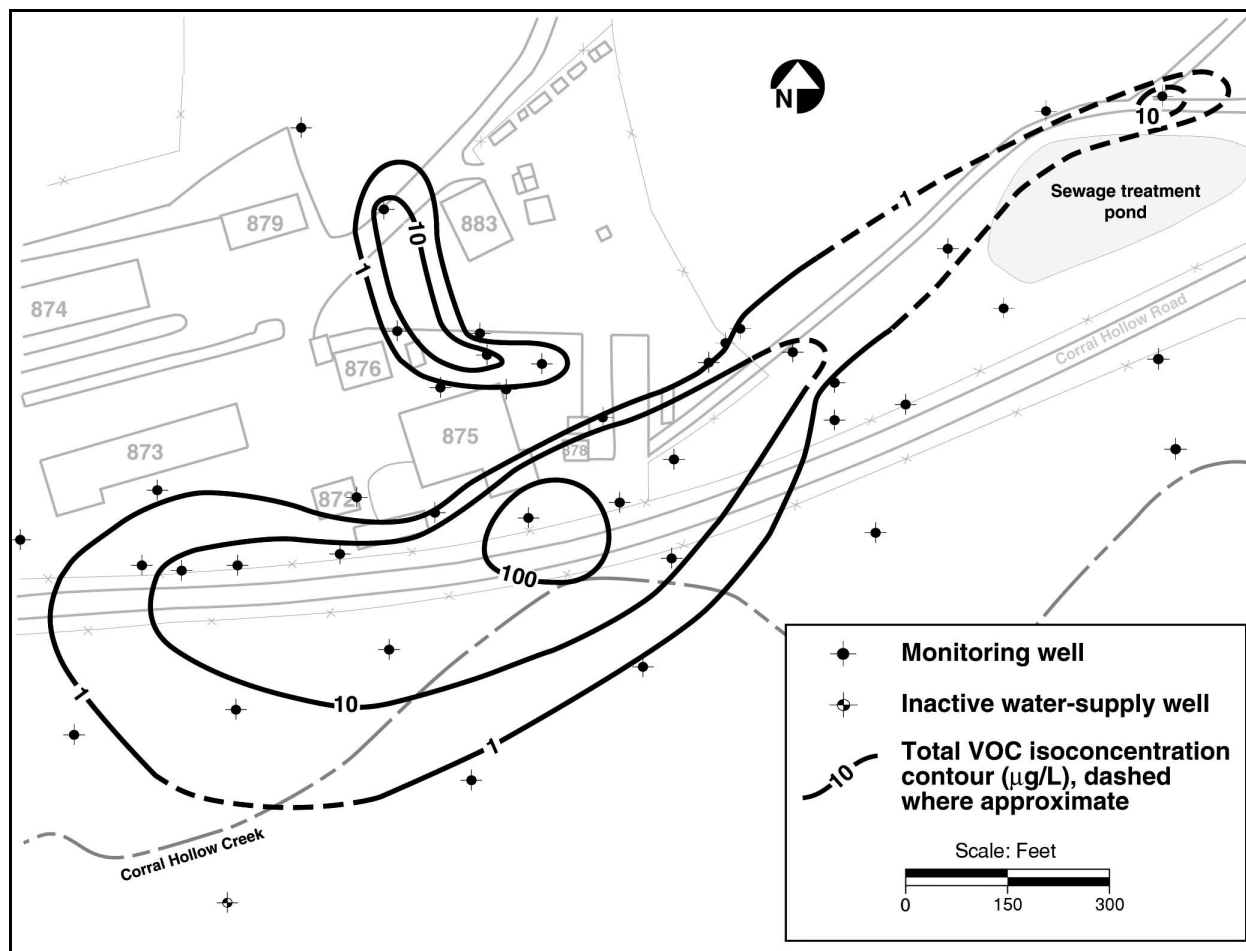 N
10
Sewage treatment
pond
1
879
883
10
1
874
Corral Hollow Road
876
875
873
878
872
100
1
10
1
Corral Hollow Creek
Monitoring well
Inactive water-supply well
10
Total VOC isoconcentration
contour (µg/L), dashed
where approximate
Scale: Feet
0 150 300